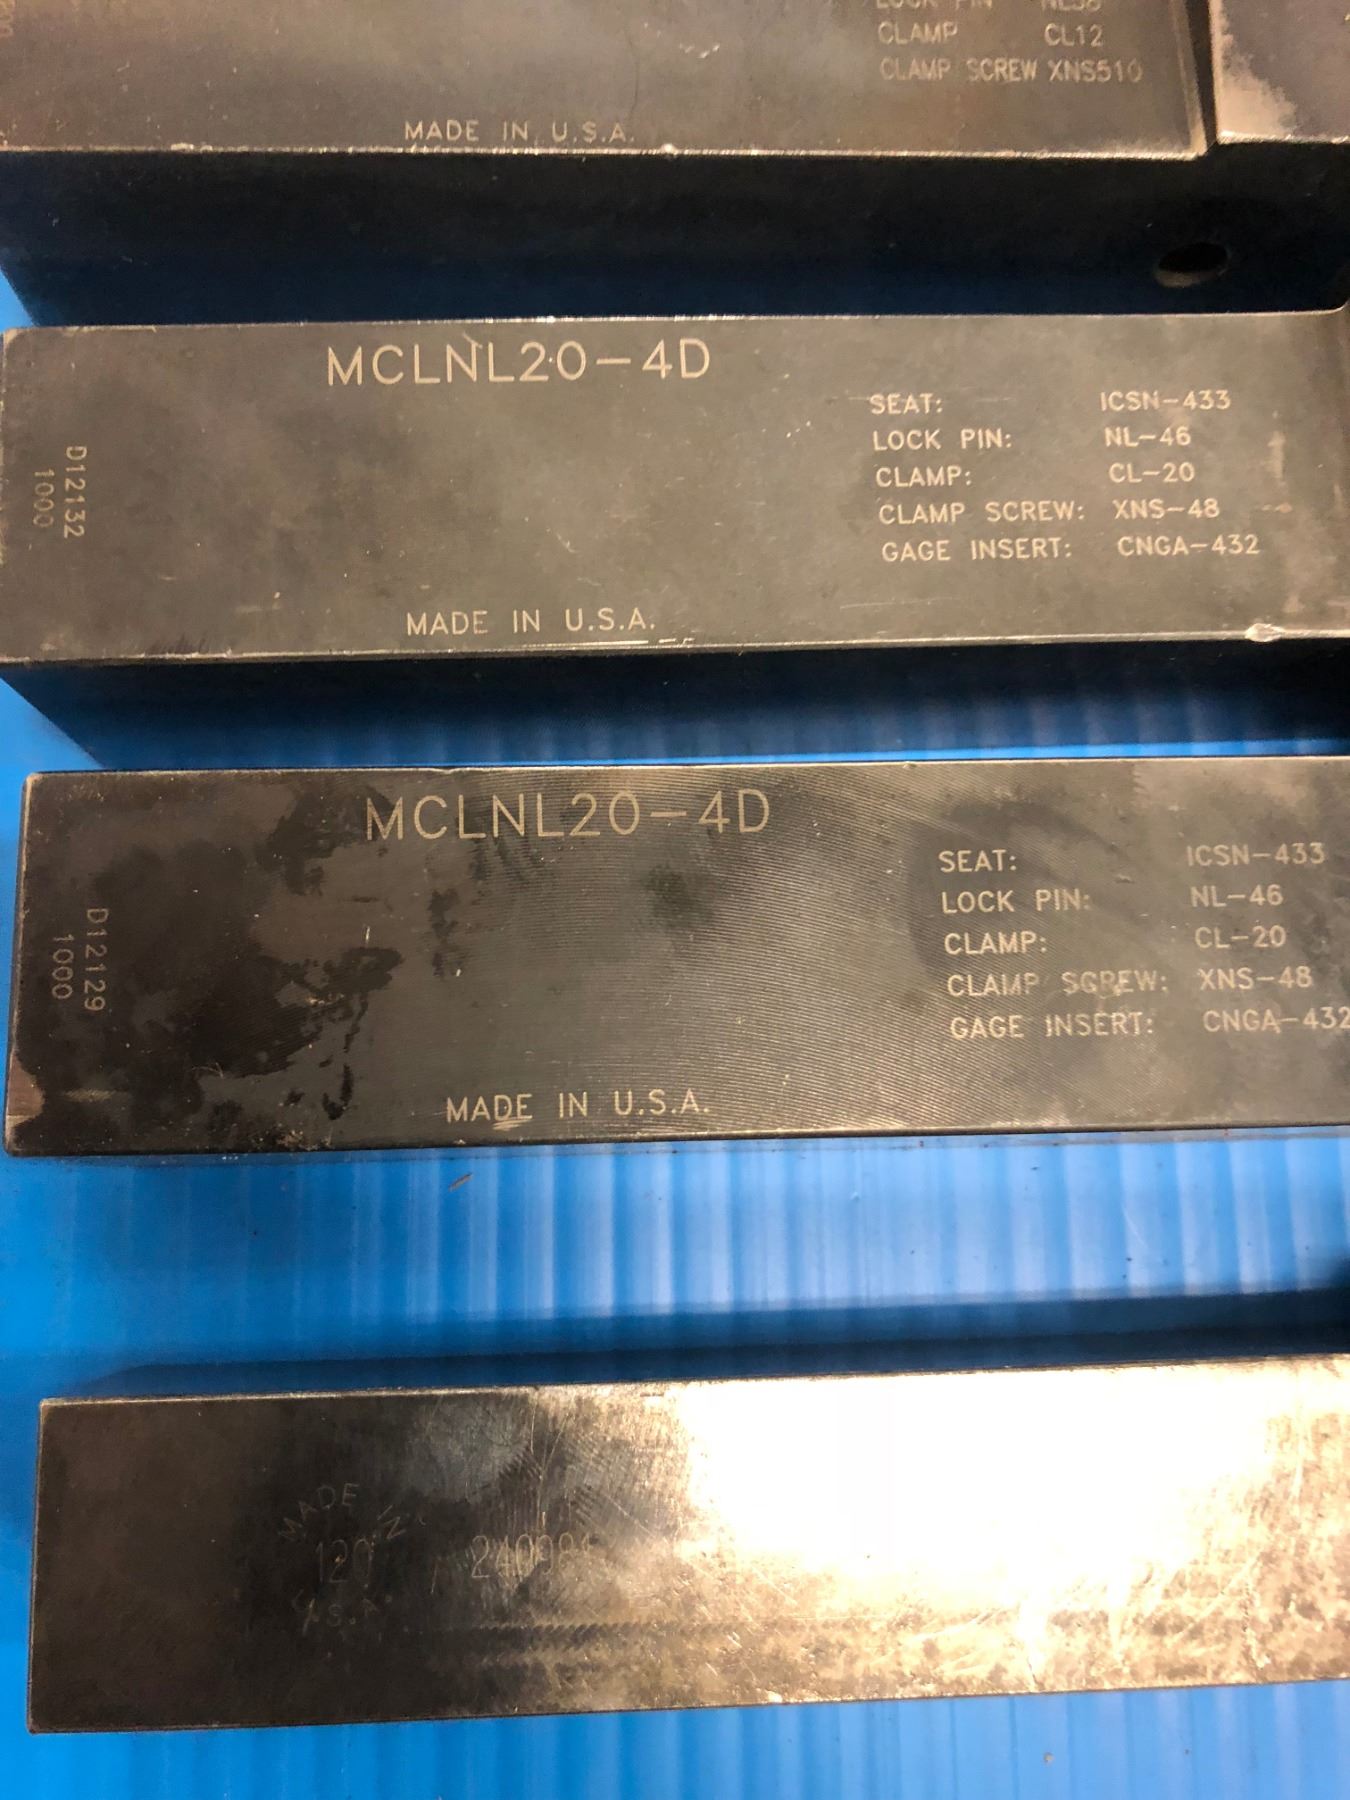 CLAMP CL12
CLAMP SCREW XNS510
MADE IN U.S.A.
MCLNL20-4D
SEAT: ICSN-433
LOCK PIN: NL-46
CLAMP: CL-20
CLAMP SCREW: XNS-48
GAGE INSERT: CNGA-432
D12132
1000
MADE IN U.S.A.
MCLNL20-4D
SEAT: ICSN-433
LOCK PIN: NL-46
CLAMP: CL-20
CLAMP SCREW: XNS-48
GAGE INSERT: CNGA-432
D12129
1000
MADE IN U.S.A.
MADE IN
120
U.S.A.